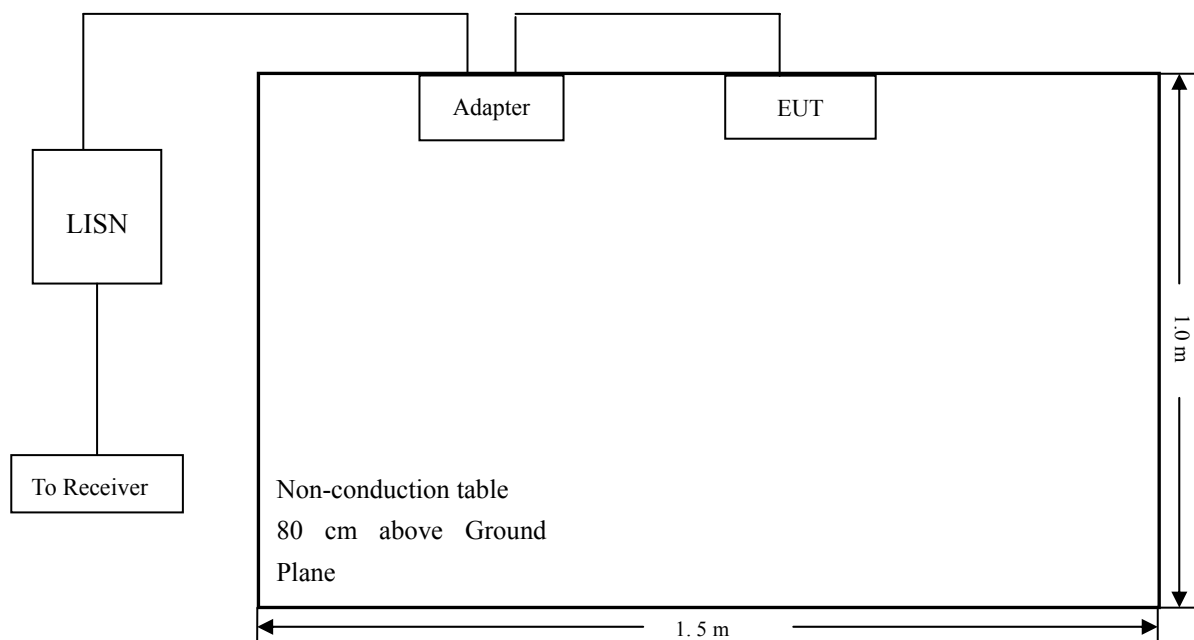 Adapter
EUT
LISN
1.0 m
To Receiver
Non-conduction table
80 cm above Ground
Plane
1. 5 m